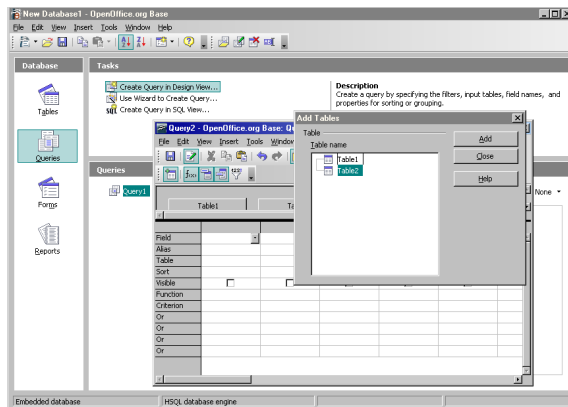 New Database1 - OpenOffice.org Base
File Edit View Insert Tools Window Help
Database
Tables
Queries
Forms
Reports
Tasks
Create Query in Design View...
Use Wizard to Create Query...
SQL Create Query in SQL View...
Description
Create a query by specifying the filters, input tables, field names, and
properties for sorting or grouping.
Queries
Query1
None
Query2 - OpenOffice.org Base: Qu
File Edit View Insert Tools Window
Table1
Ta
Field
Alias
Table
Sort
Visible
Function
Criterion
Or
Or
Or
Or
Add Tables
Table
Table name
Table1
Table2
Add
Close
Help
Embedded database
HSQL database engine